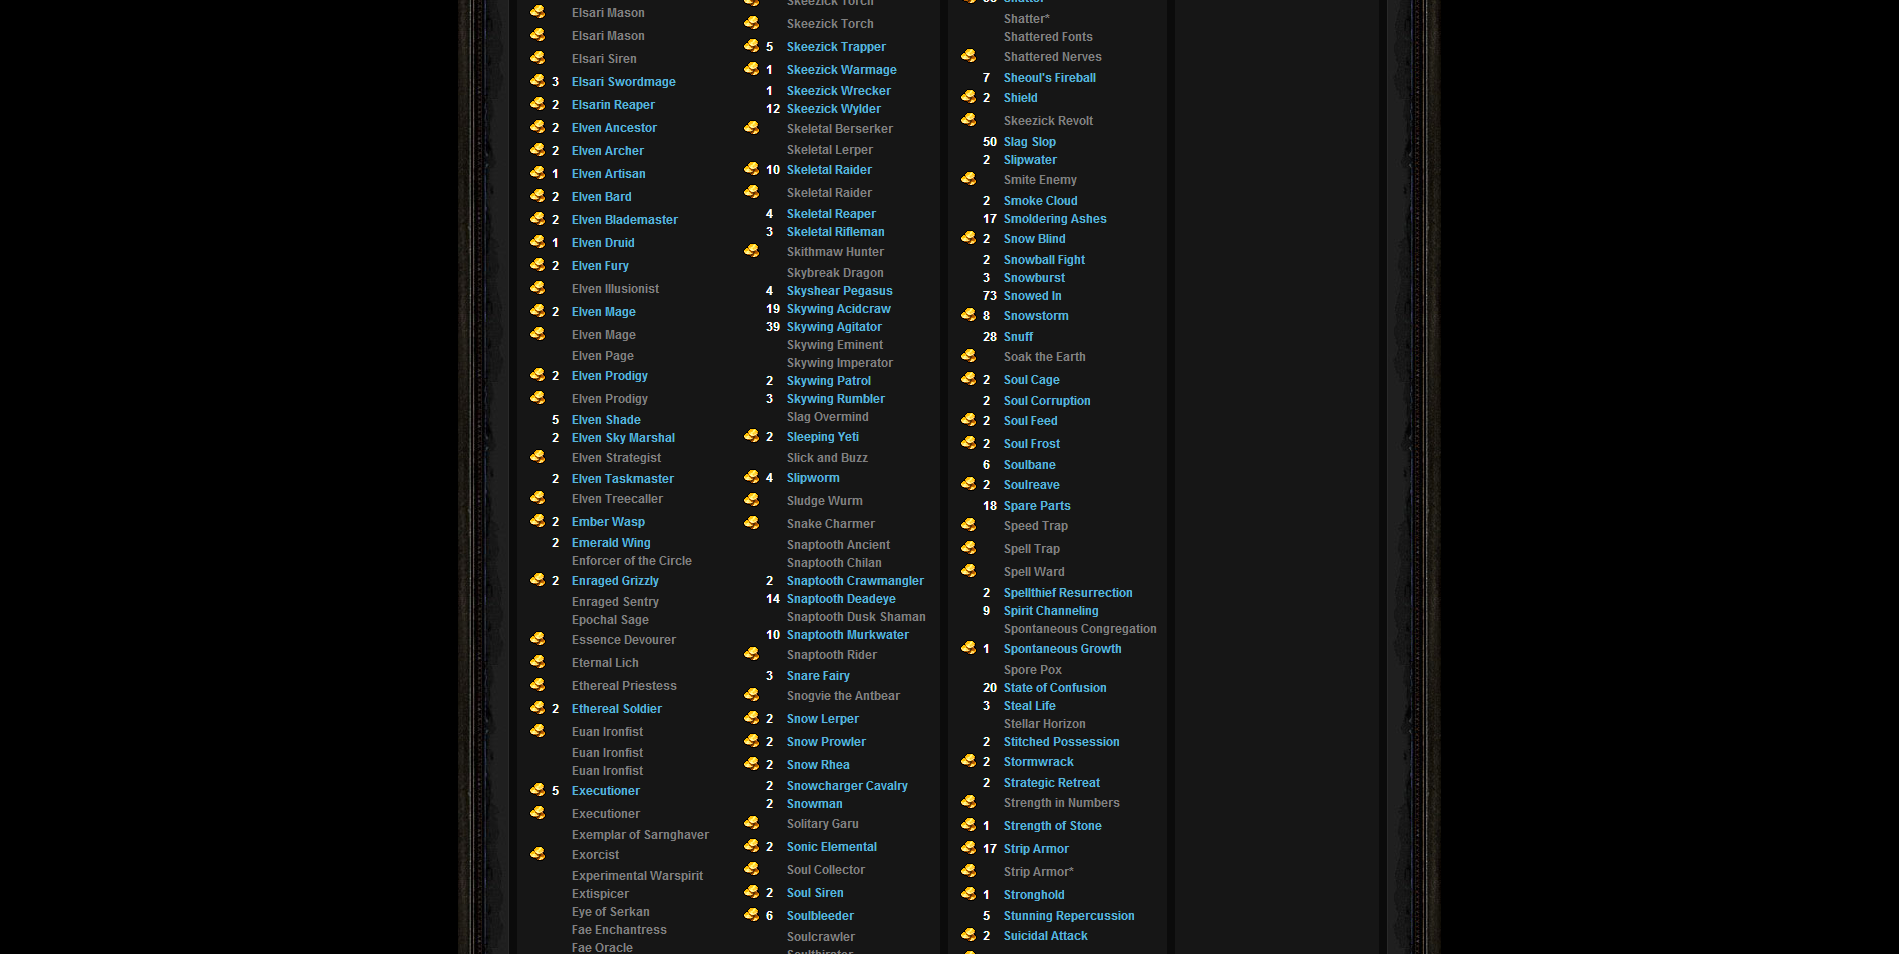 Elsari Mason
Elsari Mason
Elsari Siren
3 Elsari Swordmage
2 Elsarin Reaper
2 Elven Ancestor
2 Elven Archer
1 Elven Artisan
2 Elven Bard
2 Elven Blademaster
1 Elven Druid
2 Elven Fury
Elven Illusionist
2 Elven Mage
Elven Mage
Elven Page
2 Elven Prodigy
Elven Prodigy
5 Elven Shade
2 Elven Sky Marshal
Elven Strategist
2 Elven Taskmaster
Elven Treecaller
2 Ember Wasp
2 Emerald Wing
Enforcer of the Circle
2 Enraged Grizzly
Enraged Sentry
Epochal Sage
Essence Devourer
Eternal Lich
Ethereal Priestess
2 Ethereal Soldier
Euan Ironfist
Euan Ironfist
Euan Ironfist
5 Executioner
Executioner
Exemplar of Sarnghaver
Exorcist
Experimental Warspirit
Extispicer
Eye of Serkan
Fae Enchantress
Fae Oracle
Skeezick Torch
Skeezick Torch
5 Skeezick Trapper
1 Skeezick Warmage
1 Skeezick Wrecker
12 Skeezick Wylder
Skeletal Berserker
Skeletal Lerper
10 Skeletal Raider
Skeletal Raider
4 Skeletal Reaper
3 Skeletal Rifleman
Skithmaw Hunter
Skybreak Dragon
4 Skyshear Pegasus
19 Skywing Acidcraw
39 Skywing Agitator
Skywing Eminent
Skywing Imperator
2 Skywing Patrol
3 Skywing Rumbler
Slag Overmind
2 Sleeping Yeti
Slick and Buzz
4 Slipworm
Sludge Wurm
Snake Charmer
Snaptooth Ancient
Snaptooth Chilan
2 Snaptooth Crawmangler
14 Snaptooth Deadeye
Snaptooth Dusk Shaman
10 Snaptooth Murkwater
Snaptooth Rider
3 Snare Fairy
Snogvie the Antbear
2 Snow Lerper
2 Snow Prowler
2 Snow Rhea
2 Snowcharger Cavalry
2 Snowman
Solitary Garu
2 Sonic Elemental
Soul Collector
2 Soul Siren
6 Soulbleeder
Soulcrawler
Shatter
Shatter*
Shattered Fonts
Shattered Nerves
7 Sheoul's Fireball
2 Shield
Skeezick Revolt
50 Slag Slop
2 Slipwater
Smite Enemy
2 Smoke Cloud
17 Smoldering Ashes
2 Snow Blind
2 Snowball Fight
3 Snowburst
73 Snowed In
8 Snowstorm
28 Snuff
Soak the Earth
2 Soul Cage
2 Soul Corruption
2 Soul Feed
2 Soul Frost
6 Soulbane
2 Soulreave
18 Spare Parts
Speed Trap
Spell Trap
Spell Ward
2 Spellthief Resurrection
9 Spirit Channeling
Spontaneous Congregation
1 Spontaneous Growth
Spore Pox
20 State of Confusion
3 Steal Life
Stellar Horizon
2 Stitched Possession
2 Stormwrack
2 Strategic Retreat
Strength in Numbers
1 Strength of Stone
17 Strip Armor
Strip Armor*
1 Stronghold
5 Stunning Repercussion
2 Suicidal Attack